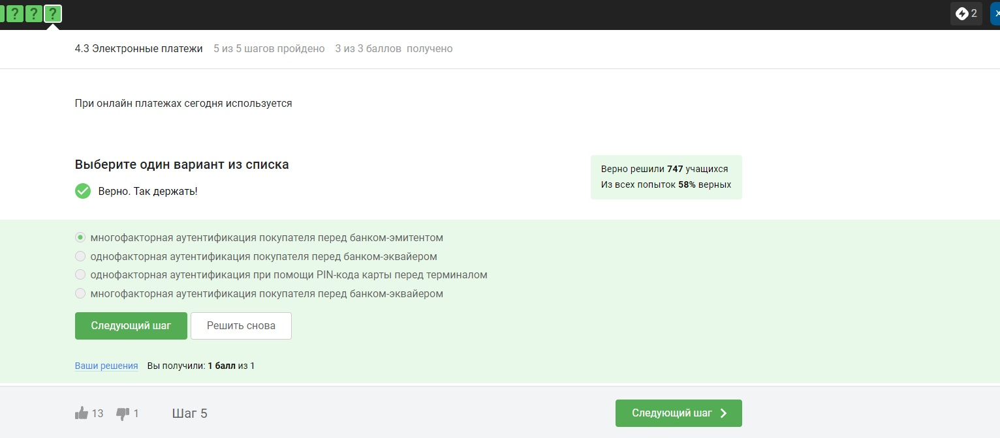 ? ? ?
2
4.3 Электронные платежи 5 из 5 шагов пройдено 3 из 3 баллов получено
При онлайн платежах сегодня используется
Выберите один вариант из списка
Верно. Так держать!
Верно решили 747 учащихся
Из всех попыток 58% верных
многофакторная аутентификация покупателя перед банком-эмитентом
однофакторная аутентификация покупателя перед банком-эквайером
однофакторная аутентификация при помощи PIN-кода карты перед терминалом
многофакторная аутентификация покупателя перед банком-эквайером
Следующий шаг Решить снова
Ваши решения Вы получили: 1 балл из 1
13 1 Шаг 5 Следующий шаг